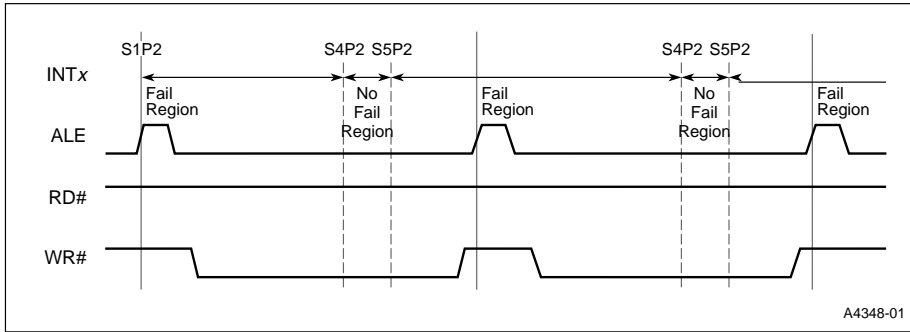 S1P2 S4P2 S5P2 S4P2 S5P2
INTx
Fail Region
No Fail Region
Fail Region
No Fail Region
Fail Region
ALE
RD#
WR#
A4348-01